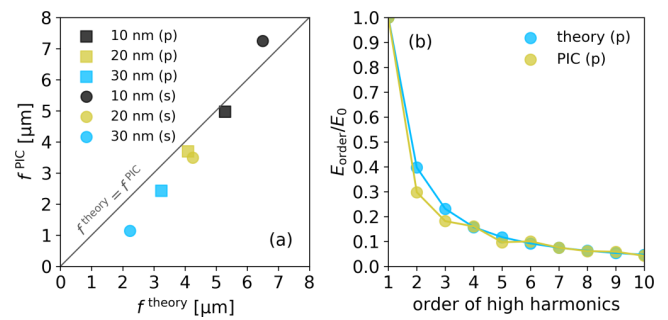 8
7
6
5
4
3
2
1
0
f ᴾᴵᶜ [μm]
10 nm (p)
20 nm (p)
30 nm (p)
10 nm (s)
20 nm (s)
30 nm (s)
f ᵗʰᵉᵒʳʸ = f ᴾᴵᶜ
(a)
0 1 2 3 4 5 6 7 8
f ᵗʰᵉᵒʳʸ [μm]
1.0
0.9
0.8
0.7
0.6
0.5
0.4
0.3
0.2
0.1
0.0
E_order/E_0
(b)
theory (p)
PIC (p)
1 2 3 4 5 6 7 8 9 10
order of high harmonics